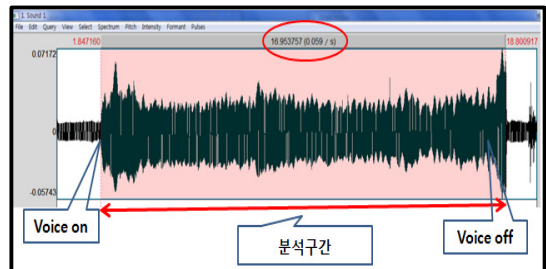 1. Sound 1
File Edit Query View Select Spectrum Pitch Intensity Formant Pulses
1.847160 16.953757 (0.059 / s) 18.800917
0.07172
0
-0.05743
Voice on
Voice off
분석구간